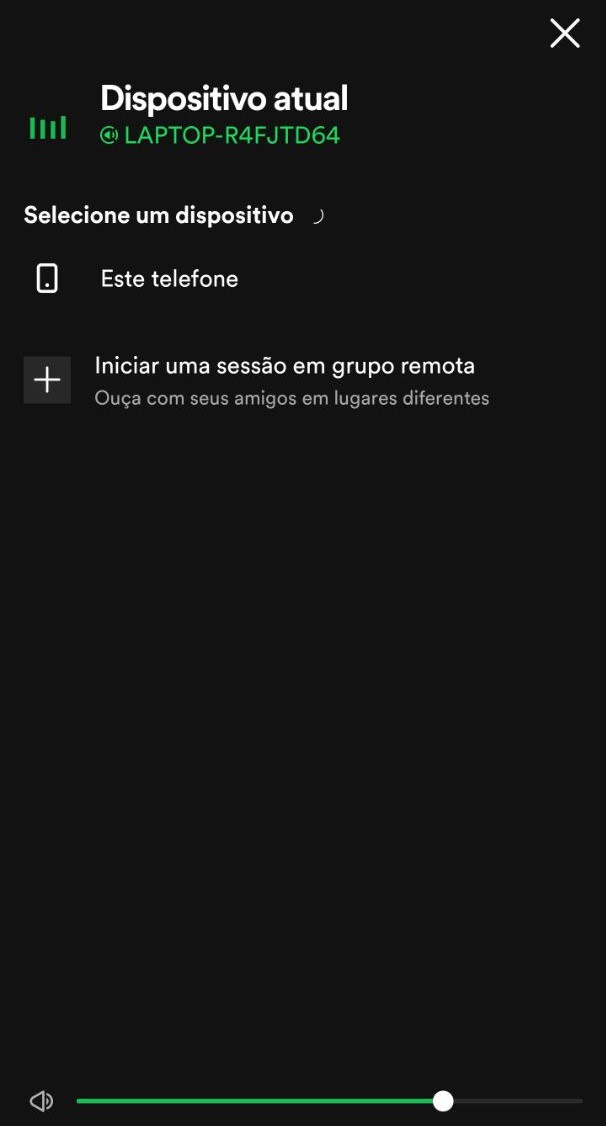 Dispositivo atual
LAPTOP-R4FJTD64
Selecione um dispositivo
Este telefone
Iniciar uma sessão em grupo remota
Ouça com seus amigos em lugares diferentes